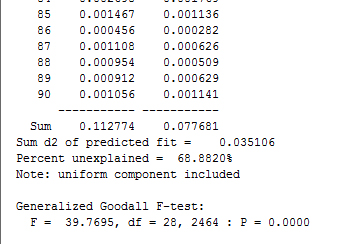 85 0.001467 0.001136
86 0.000456 0.000282
87 0.001108 0.000626
88 0.000954 0.000509
89 0.000912 0.000629
90 0.001056 0.001141
----------- -----------
Sum 0.112774 0.077681
Sum d2 of predicted fit = 0.035106
Percent unexplained = 68.8820%
Note: uniform component included
Generalized Goodall F-test:
F = 39.7695, df = 28, 2464 : P = 0.0000